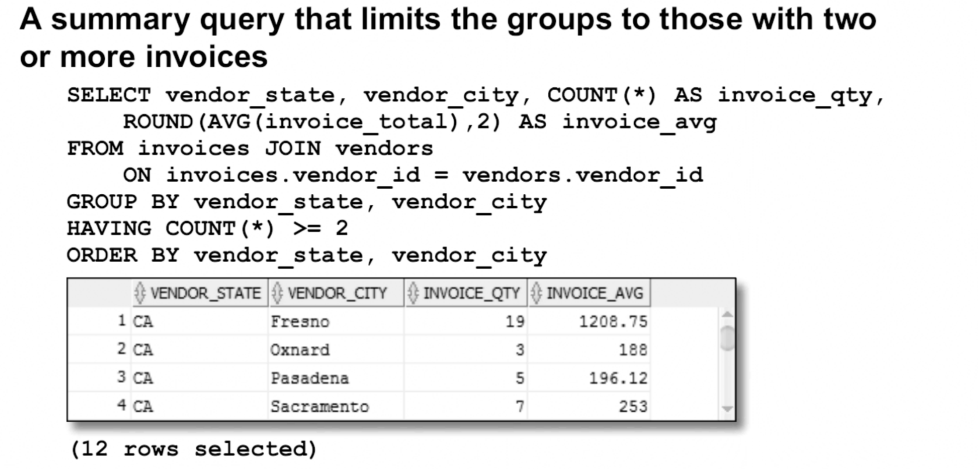 A summary query that limits the groups to those with two
or more invoices
SELECT vendor_state, vendor_city, COUNT(*) AS invoice_qty,
ROUND(AVG(invoice_total),2) AS invoice_avg
FROM invoices JOIN vendors
ON invoices.vendor_id = vendors.vendor_id
GROUP BY vendor_state, vendor_city
HAVING COUNT(*) >= 2
ORDER BY vendor_state, vendor_city
VENDOR_STATE VENDOR_CITY INVOICE_QTY INVOICE_AVG
1 CA Fresno 19 1208.75
2 CA Oxnard 3 188
3 CA Pasadena 5 196.12
4 CA Sacramento 7 253
(12 rows selected)